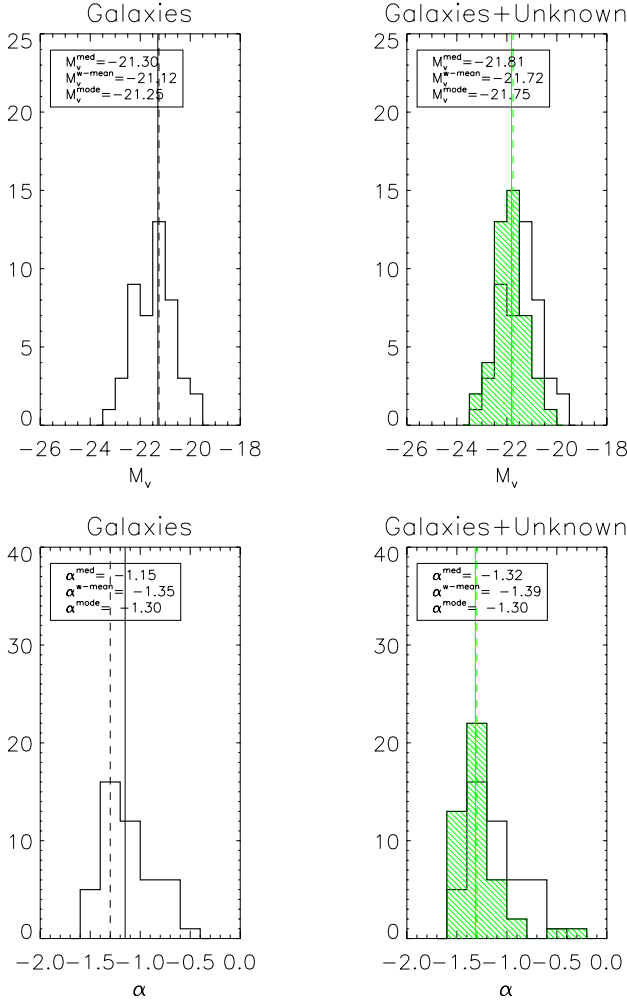 Galaxies
25
20
15
10
5
0
M_v^med=−21.30
M_v^w−mean=−21.12
M_v^mode=−21.25
−26 −24 −22 −20 −18
M_v
Galaxies+Unknown
25
20
15
10
5
0
M_v^med=−21.81
M_v^w−mean=−21.72
M_v^mode=−21.75
−26 −24 −22 −20 −18
M_v
Galaxies
40
30
20
10
0
α^med= −1.15
α^w−mean= −1.35
α^mode= −1.30
−2.0 −1.5 −1.0 −0.5 0.0
α
Galaxies+Unknown
40
30
20
10
0
α^med= −1.32
α^w−mean= −1.39
α^mode= −1.30
−2.0 −1.5 −1.0 −0.5 0.0
α